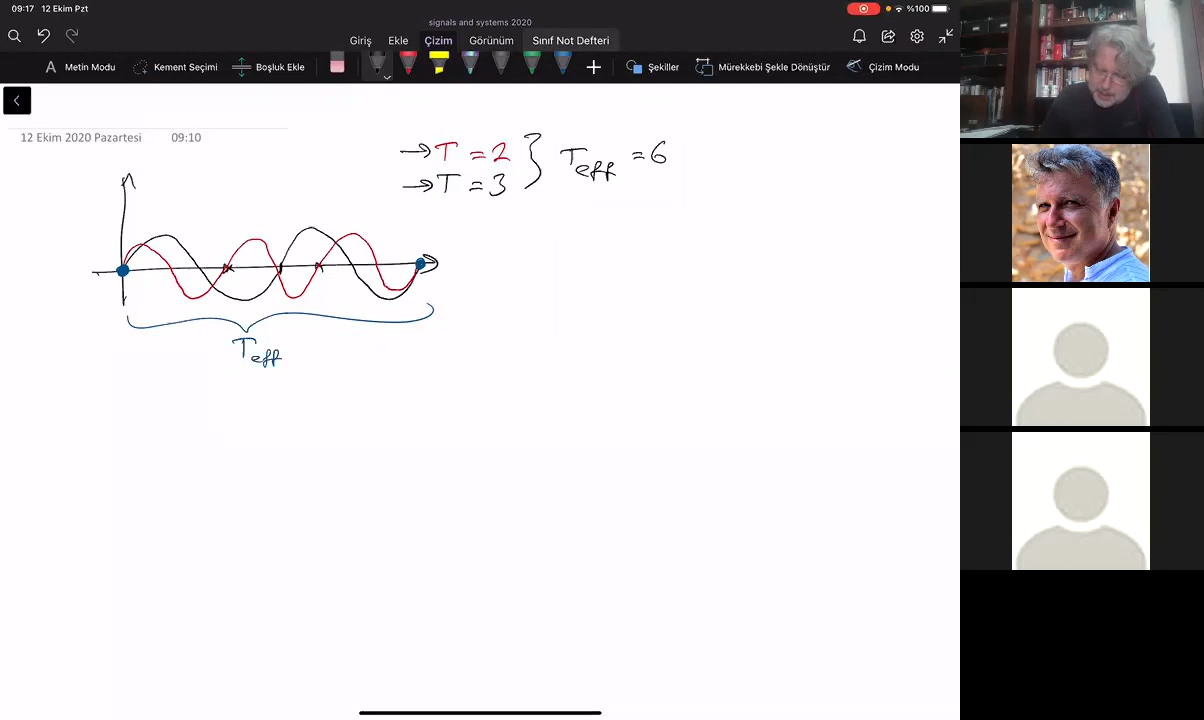 09:17 12 Ekim Pzt
%100
signals and systems 2020
Giriş Ekle Çizim Görünüm Sınıf Not Defteri
A Metin Modu Kement Seçimi Boşluk Ekle Şekiller Mürekkebi Şekle Dönüştür Çizim Modu
12 Ekim 2020 Pazartesi 09:10
→ T = 2
→ T = 3 } Teff = 6
Teff